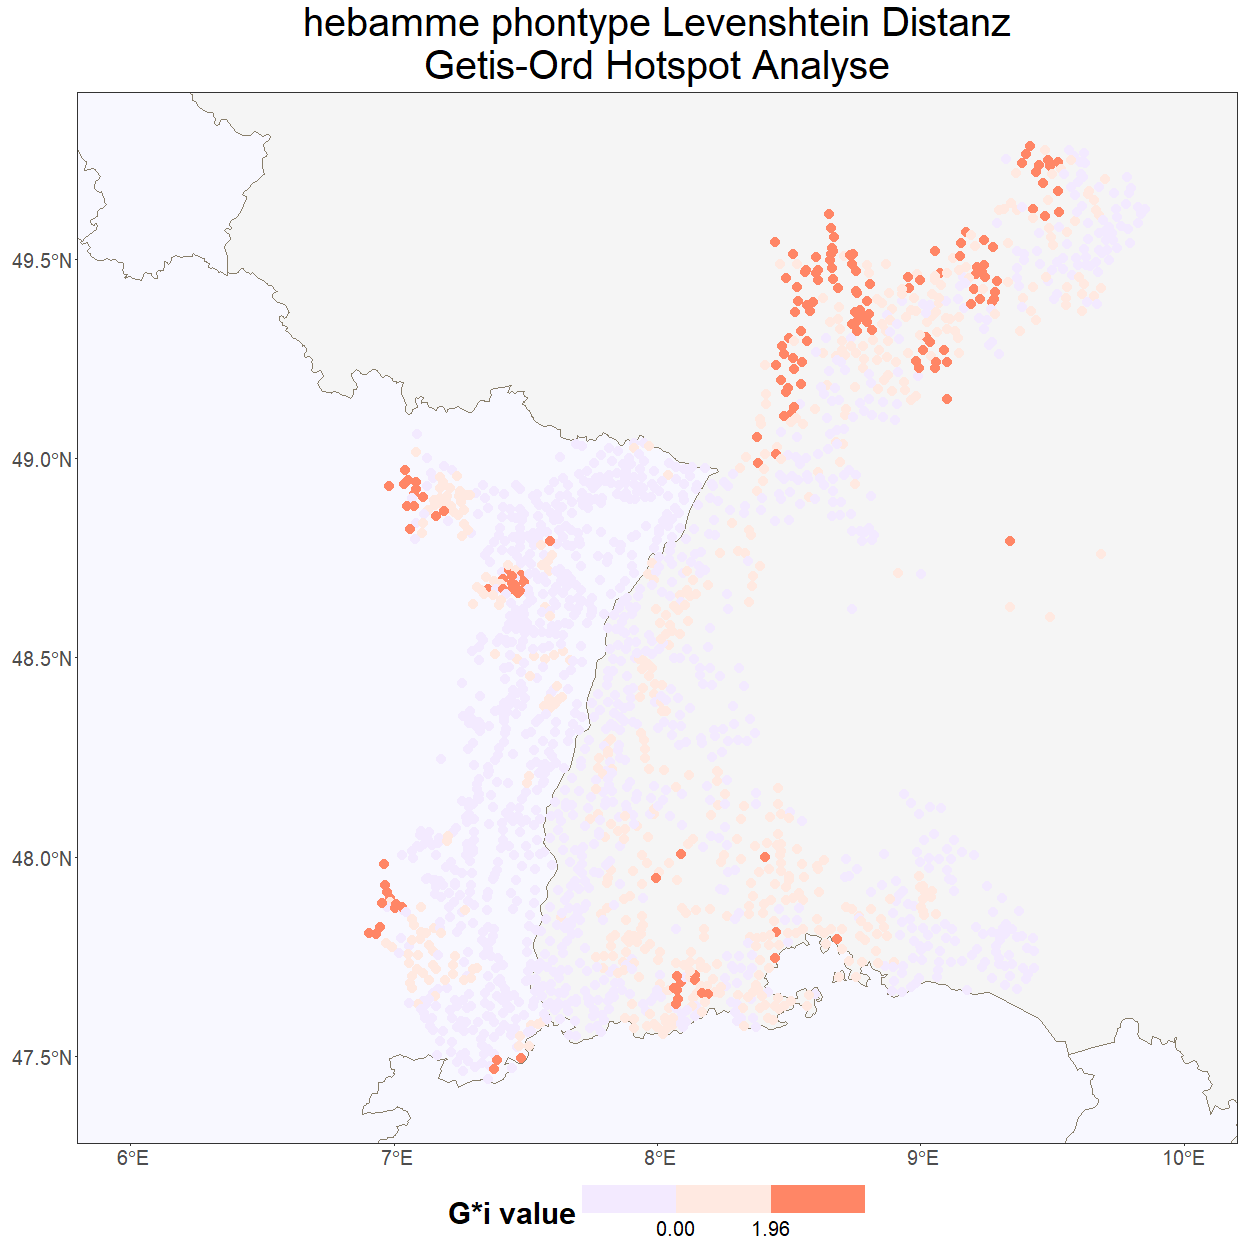 hebamme phontype Levenshtein Distanz
Getis-Ord Hotspot Analyse
49.5°N
49.0°N
48.5°N
48.0°N
47.5°N
6°E
7°E
8°E
9°E
10°E
G*i value
0.00
1.96